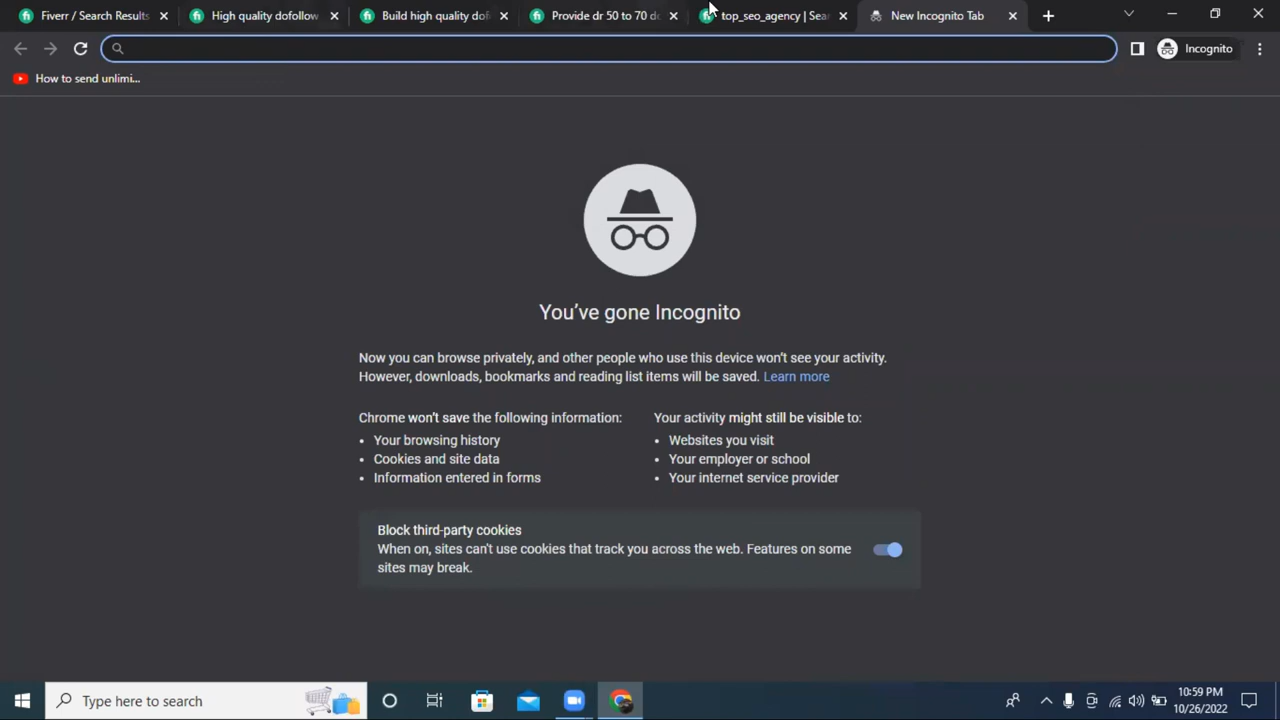 Fiverr / Search Results
High quality dofollow
Build high quality dof
Provide dr 50 to 70 d
top_seo_agency | Sear
New Incognito Tab
Incognito
How to send unlimi...
You've gone Incognito
Now you can browse privately, and other people who use this device won't see your activity.
However, downloads, bookmarks and reading list items will be saved. Learn more
Chrome won't save the following information:
• Your browsing history
• Cookies and site data
• Information entered in forms
Your activity might still be visible to:
• Websites you visit
• Your employer or school
• Your internet service provider
Block third-party cookies
When on, sites can't use cookies that track you across the web. Features on some
sites may break.
Type here to search
10:59 PM
10/26/2022